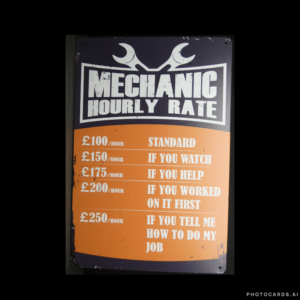 MECHANIC
HOURLY RATE
£100/HOUR STANDARD
£150/HOUR IF YOU WATCH
£175/HOUR IF YOU HELP
£200/HOUR IF YOU WORKED
ON IT FIRST
£250/HOUR IF YOU TELL ME
HOW TO DO MY
JOB
PHOTOCARDS.AI